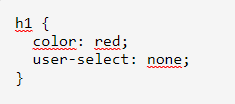 h1 {
  color: red;
  user-select: none;
}